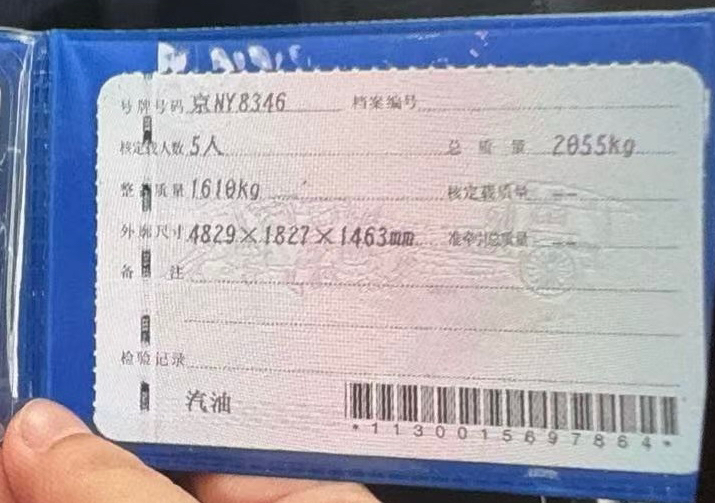 号牌号码 京NY8346 档案编号
核定载人数 5人 总质量 2055kg
整备质量 1610kg 核定载质量 --
外廓尺寸 4829×1827×1463mm 准牵引总质量 --
备注
检验记录
汽油
*1130015697864*